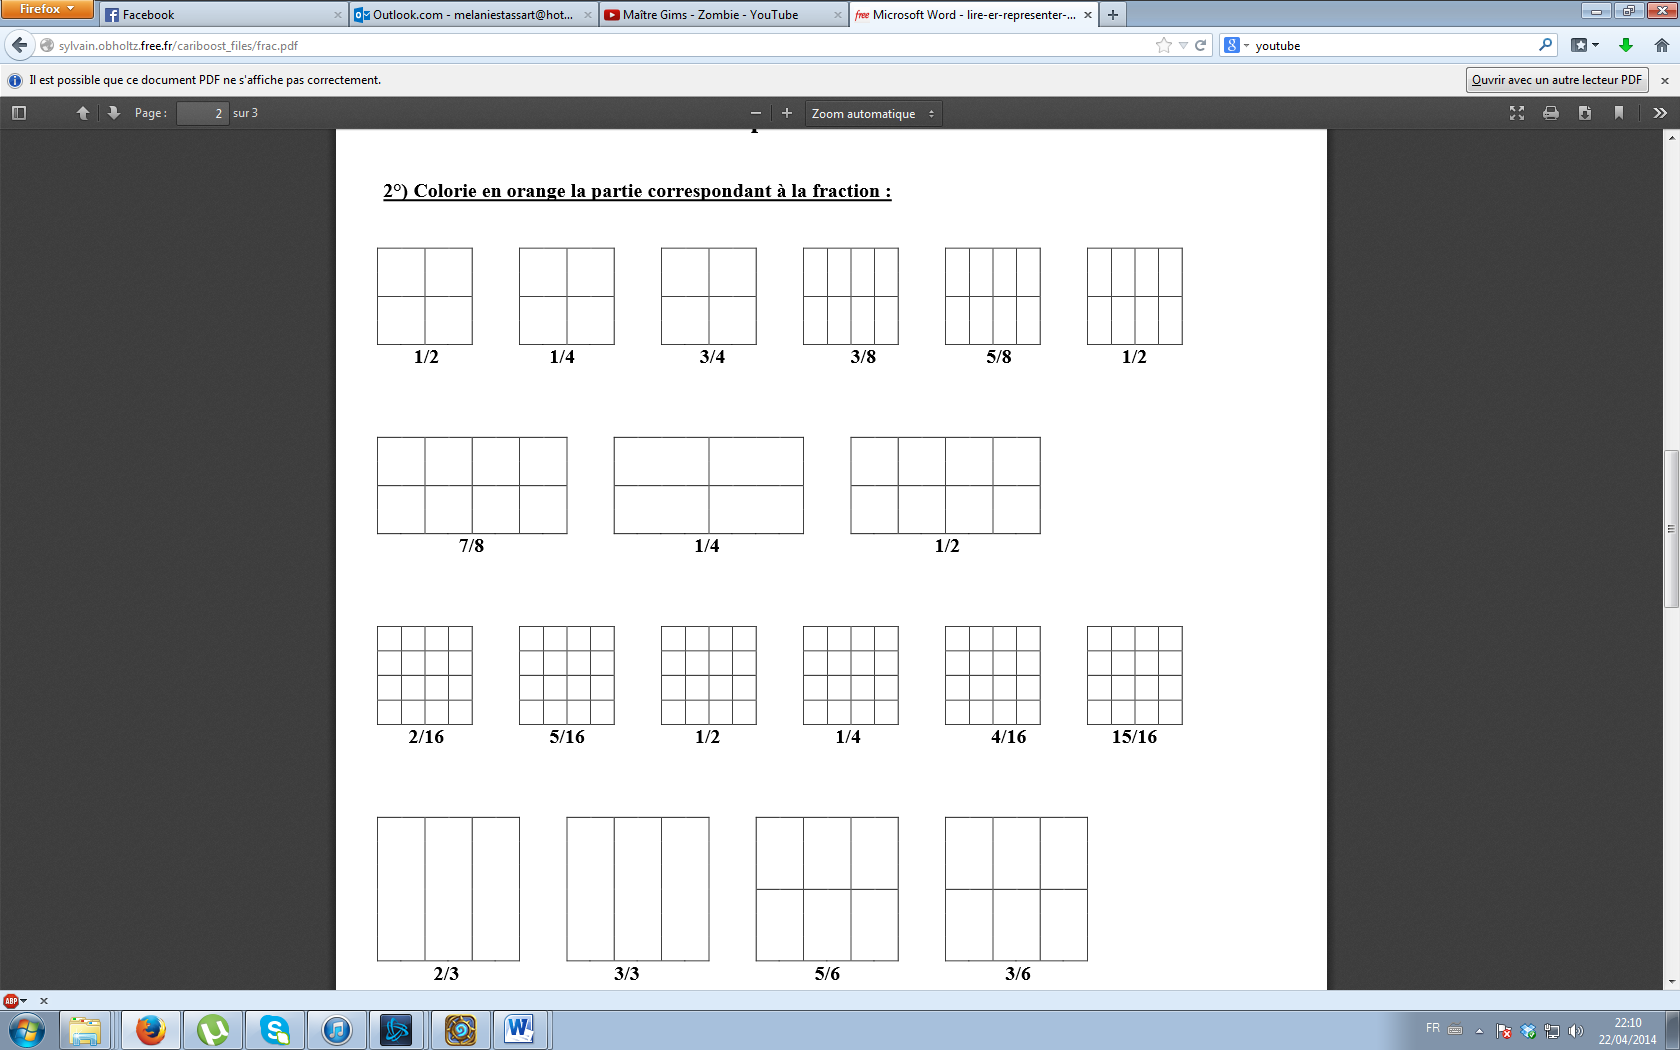 Firefox
Facebook
Outlook.com - melaniestassart@hot...
Maître Gims - Zombie - YouTube
free Microsoft Word - lire-er-representer-...
sylvain.obholtz.free.fr/cariboost_files/frac.pdf
8 youtube
Il est possible que ce document PDF ne s'affiche pas correctement.
Ouvrir avec un autre lecteur PDF
Page : 2 sur 3
Zoom automatique
2°) Colorie en orange la partie correspondant à la fraction :
1/2 1/4 3/4 3/8 5/8 1/2
7/8 1/4 1/2
2/16 5/16 1/2 1/4 4/16 15/16
2/3 3/3 5/6 3/6
ABP
FR
22:10
22/04/2014